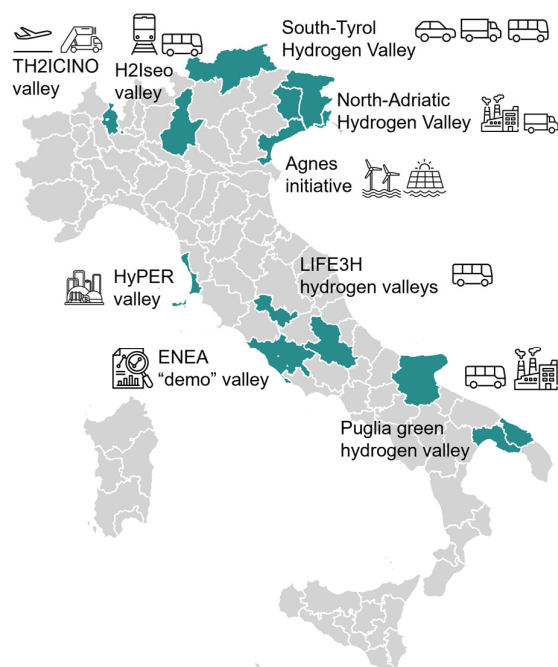 South-Tyrol
Hydrogen Valley
TH2ICINO
valley
H2Iseo
valley
North-Adriatic
Hydrogen Valley
Agnes
initiative
HyPER
valley
LIFE3H
hydrogen valleys
ENEA
“demo” valley
Puglia green
hydrogen valley